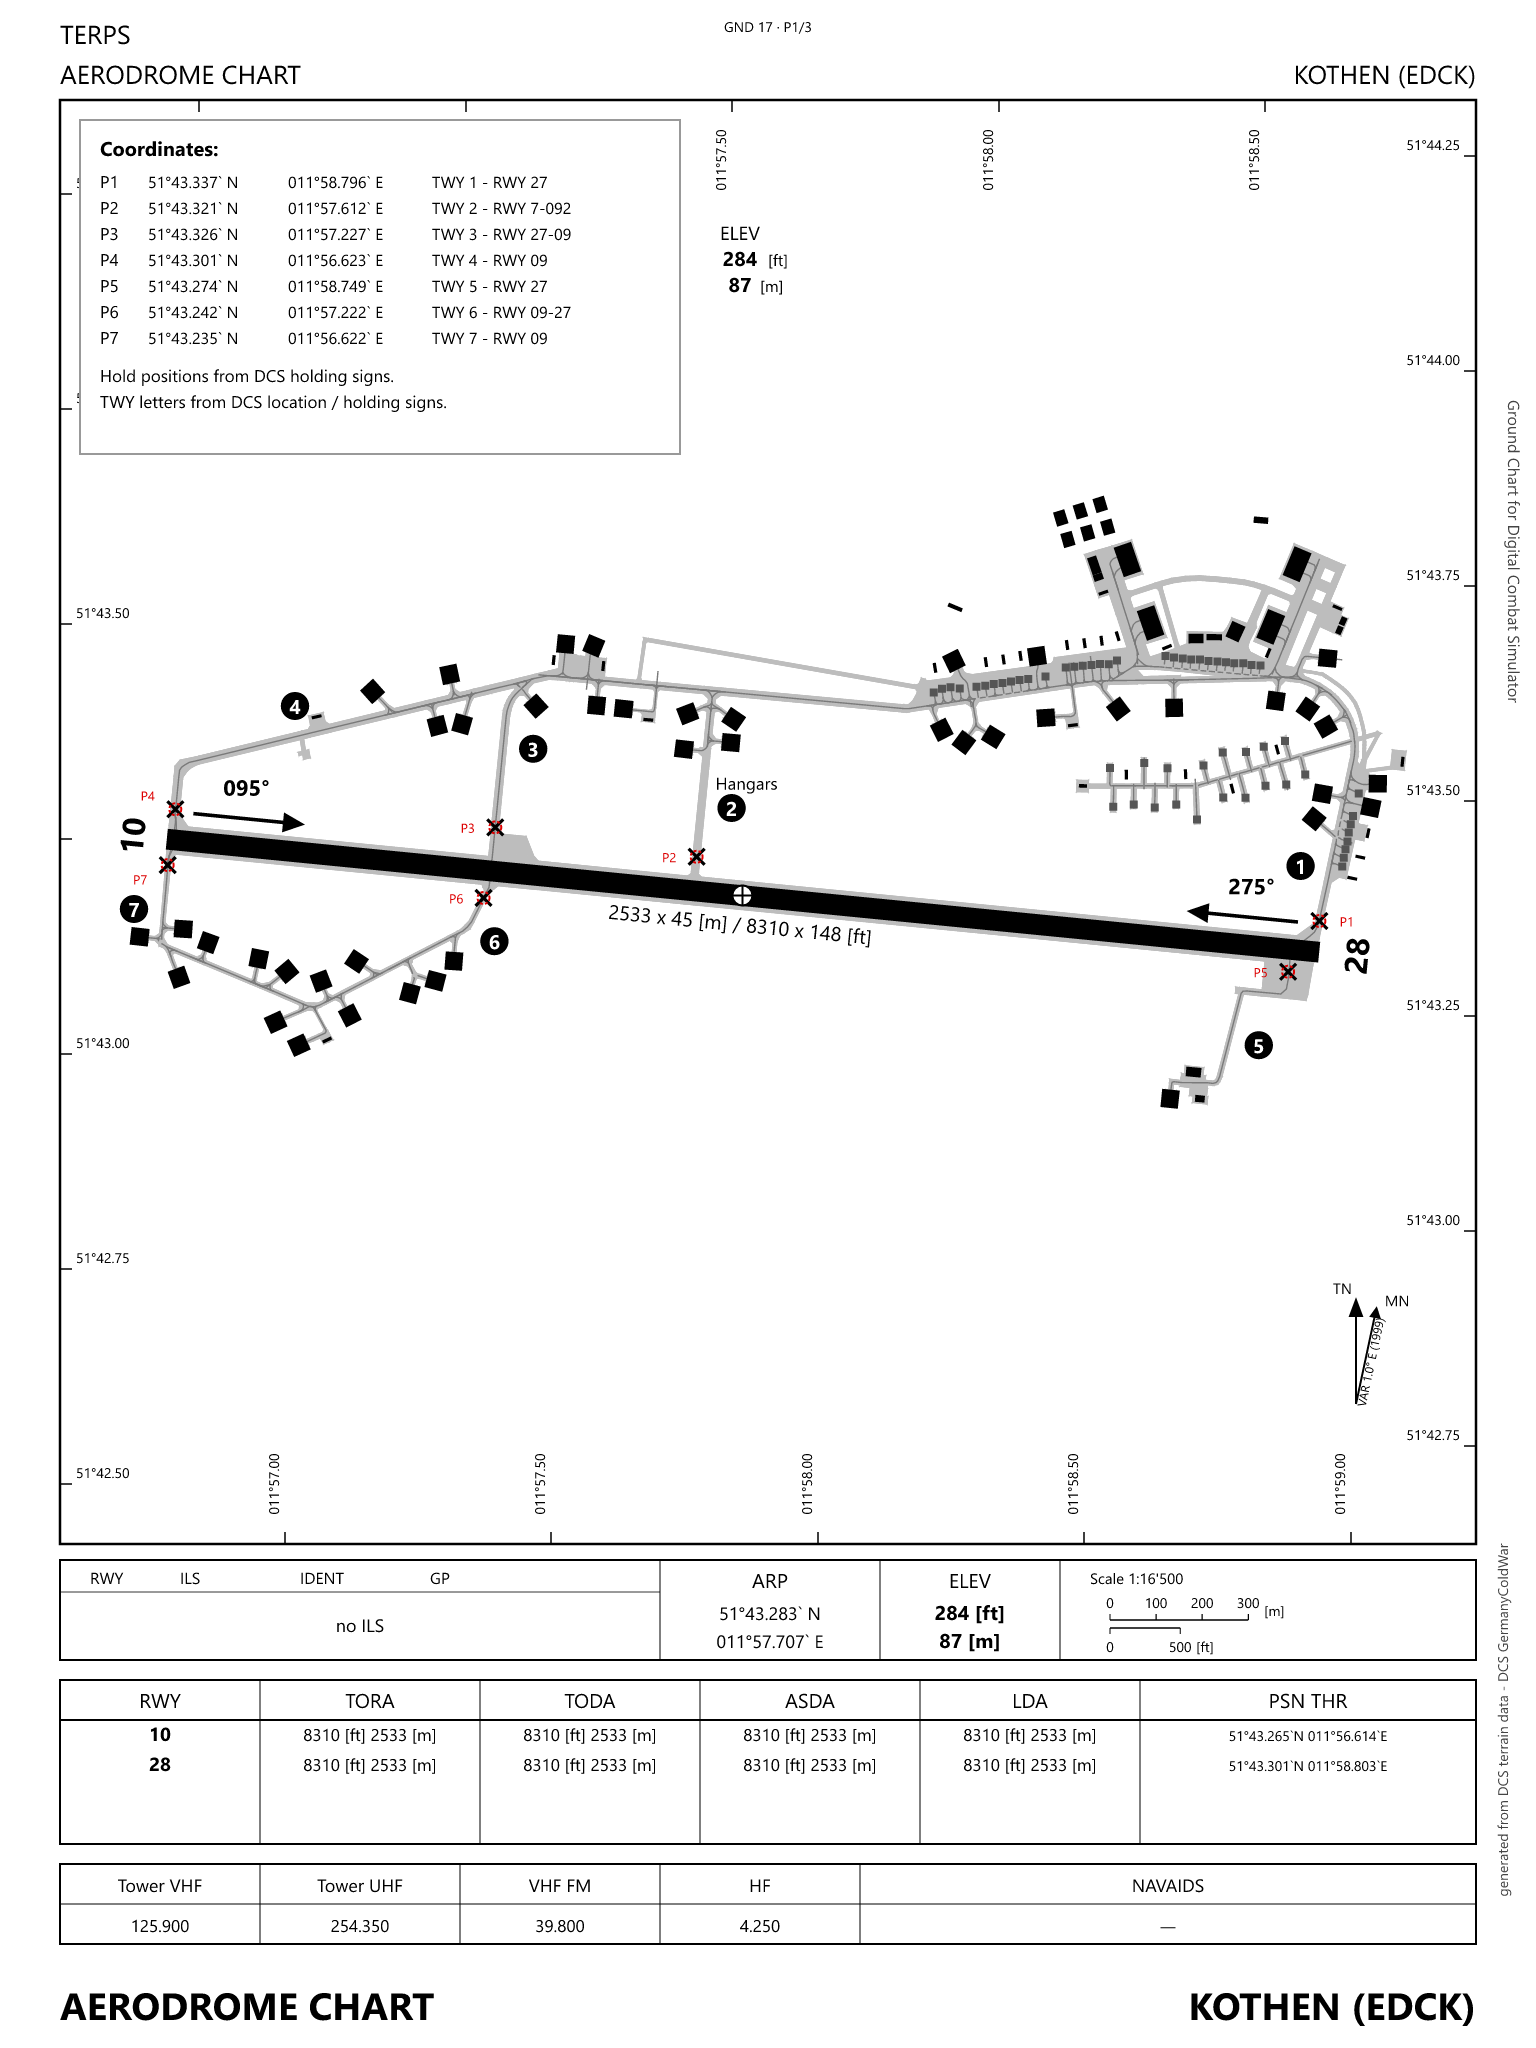 GND 17 · P1/3
TERPS
AERODROME CHART
KOTHEN (EDCK)
Coordinates:
P1 51°43.337` N 011°58.796` E TWY 1 - RWY 27
P2 51°43.321` N 011°57.612` E TWY 2 - RWY 7-092
P3 51°43.326` N 011°57.227` E TWY 3 - RWY 27-09
P4 51°43.301` N 011°56.623` E TWY 4 - RWY 09
P5 51°43.274` N 011°58.749` E TWY 5 - RWY 27
P6 51°43.242` N 011°57.222` E TWY 6 - RWY 09-27
P7 51°43.235` N 011°56.622` E TWY 7 - RWY 09
Hold positions from DCS holding signs.
TWY letters from DCS location / holding signs.
011°57.50
011°58.00
011°58.50
51°44.25
ELEV
284 [ft]
87 [m]
51°44.00
51°43.75
51°43.50
51°43.50
51°43.25
51°43.00
51°43.00
51°42.75
51°42.75
51°42.50
4
3
095°
Hangars
2
P4
10
P3
P2
P7
7
P6
6
2533 x 45 [m] / 8310 x 148 [ft]
1
275°
P1
28
P5
5
TN
MN
VAR 1.0° E (1999)
011°57.00
011°57.50
011°58.00
011°58.50
011°59.00
Ground Chart for Digital Combat Simulator
generated from DCS terrain data - DCS GermanyColdWar
RWY ILS IDENT GP
no ILS
ARP
51°43.283` N
011°57.707` E
ELEV
284 [ft]
87 [m]
Scale 1:16'500
0 100 200 300 [m]
0 500 [ft]
RWY TORA TODA ASDA LDA PSN THR
10 8310 [ft] 2533 [m] 8310 [ft] 2533 [m] 8310 [ft] 2533 [m] 8310 [ft] 2533 [m] 51°43.265`N 011°56.614`E
28 8310 [ft] 2533 [m] 8310 [ft] 2533 [m] 8310 [ft] 2533 [m] 8310 [ft] 2533 [m] 51°43.301`N 011°58.803`E
Tower VHF Tower UHF VHF FM HF NAVAIDS
125.900 254.350 39.800 4.250 —
AERODROME CHART
KOTHEN (EDCK)